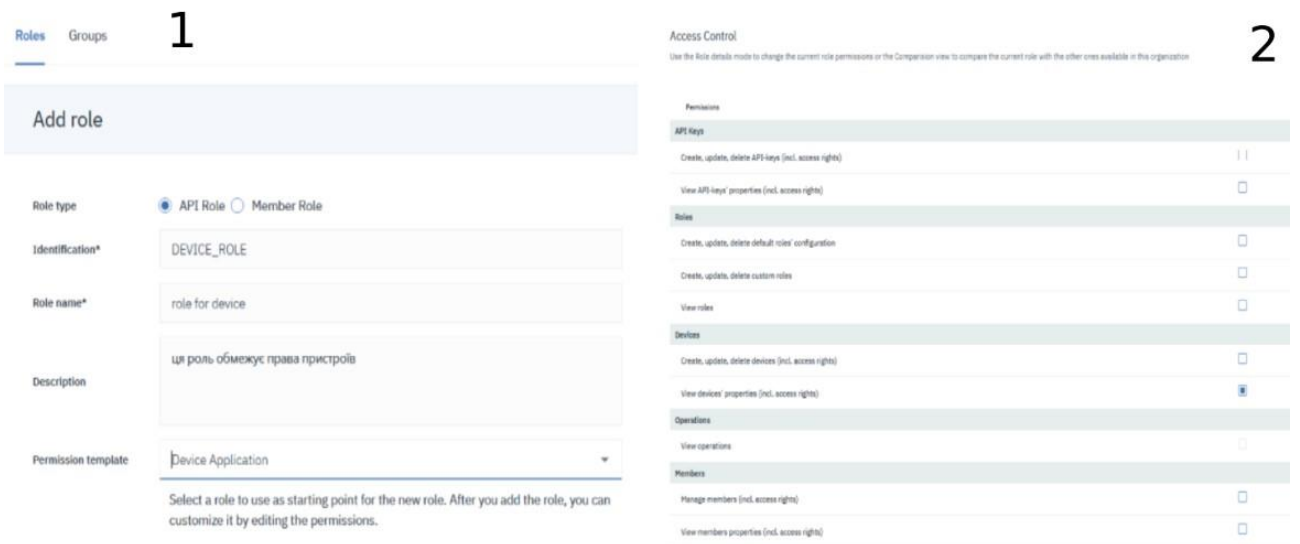 Roles Groups 1
Add role
Role type API Role Member Role
Identification* DEVICE_ROLE
Role name* role for device
Description ця роль обмежує права пристроїв
Permission template Device Application
Select a role to use as starting point for the new role. After you add the role, you can
customize it by editing the permissions.
2
Access Control
Use the Role details mode to change the current role permissions or the Comparison view to compare the current role with the other ones available in this organization
Permissions
API Keys
Create, update, delete API-keys (incl. access rights)
View API-keys' properties (incl. access rights)
Roles
Create, update, delete default roles' configuration
Create, update, delete custom roles
View roles
Devices
Create, update, delete devices (incl. access rights)
View devices' properties (incl. access rights)
Operations
View operations
Members
Manage members (incl. access rights)
View members properties (incl. access rights)